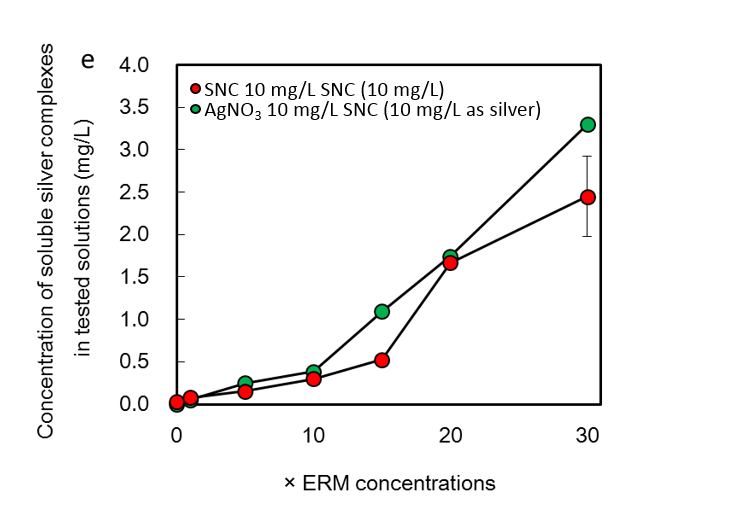 e
Concentration of soluble silver complexes
in tested solutions (mg/L)
4.0
3.5
3.0
2.5
2.0
1.5
1.0
0.5
0.0
SNC 10 mg/L SNC (10 mg/L)
AgNO₃ 10 mg/L SNC (10 mg/L as silver)
0 10 20 30
× ERM concentrations